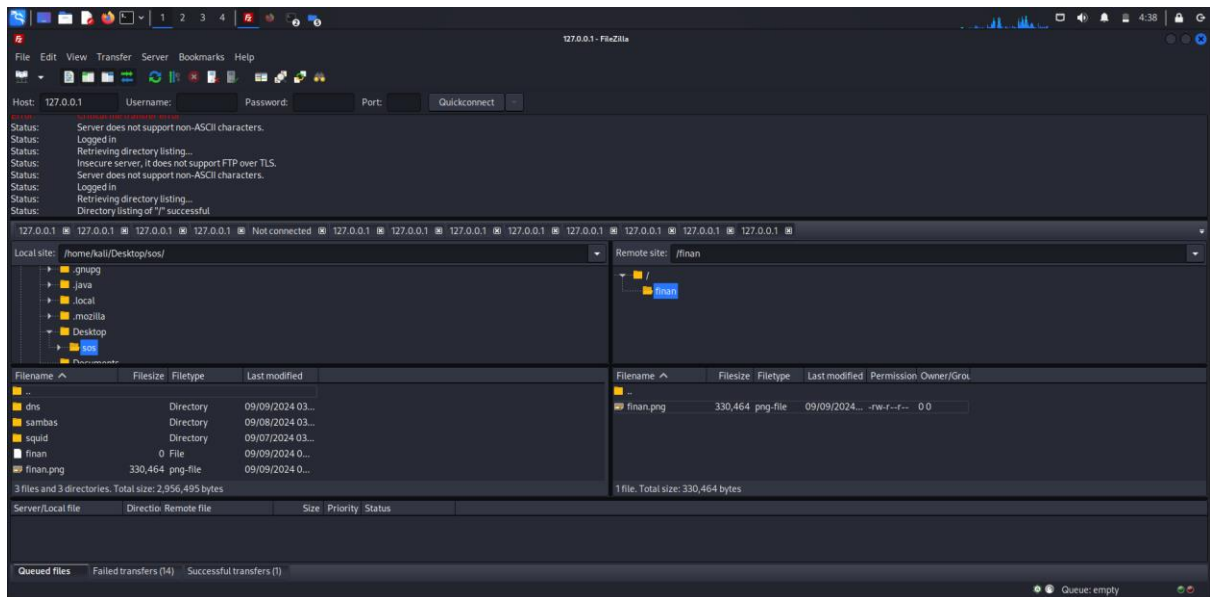 1 2 3 4 4:38
127.0.0.1 - FileZilla
File Edit View Transfer Server Bookmarks Help
Host: 127.0.0.1 Username: Password: Port: Quickconnect
Error: Critical file transfer error
Status: Server does not support non-ASCII characters.
Status: Logged in
Status: Retrieving directory listing...
Status: Insecure server, it does not support FTP over TLS.
Status: Server does not support non-ASCII characters.
Status: Logged in
Status: Retrieving directory listing...
Status: Directory listing of "/" successful
127.0.0.1 127.0.0.1 127.0.0.1 127.0.0.1 Not connected 127.0.0.1 127.0.0.1 127.0.0.1 127.0.0.1 127.0.0.1 127.0.0.1 127.0.0.1 127.0.0.1
Local site: /home/kali/Desktop/sos/
.gnupg
.java
.local
.mozilla
Desktop
sos
Documents
Remote site: /finan
/
finan
Filename Filesize Filetype Last modified
..
dns Directory 09/09/2024 03...
sambas Directory 09/08/2024 03...
squid Directory 09/07/2024 03...
finan 0 File 09/09/2024 0...
finan.png 330,464 png-file 09/09/2024 0...
3 files and 3 directories. Total size: 2,956,495 bytes
Filename Filesize Filetype Last modified Permission Owner/Grou
..
finan.png 330,464 png-file 09/09/2024... -rw-r--r-- 0 0
1 file. Total size: 330,464 bytes
Server/Local file Directio Remote file Size Priority Status
Queued files Failed transfers (14) Successful transfers (1)
Queue: empty